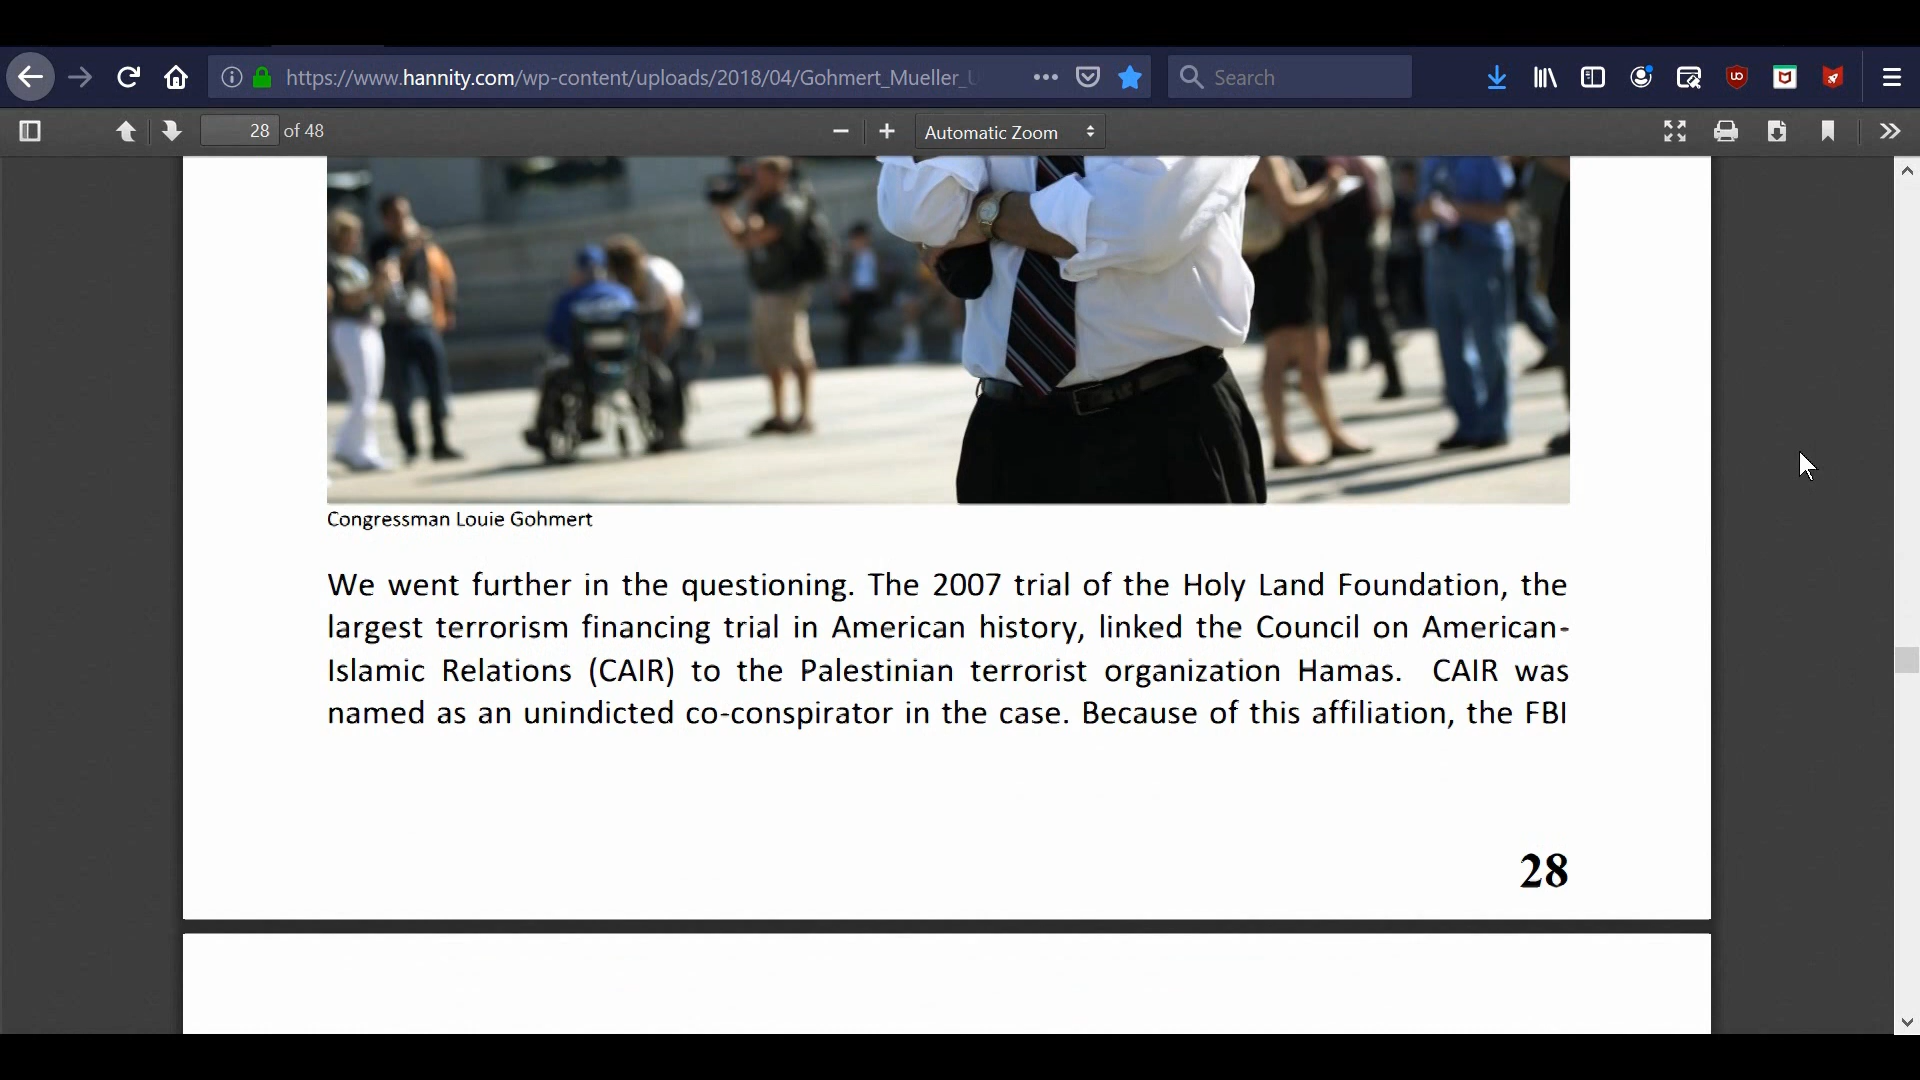 https://www.hannity.com/wp-content/uploads/2018/04/Gohmert_Mueller_U
Search
28 of 48
Automatic Zoom
Congressman Louie Gohmert
We went further in the questioning. The 2007 trial of the Holy Land Foundation, the
largest terrorism financing trial in American history, linked the Council on American-
Islamic Relations (CAIR) to the Palestinian terrorist organization Hamas. CAIR was
named as an unindicted co-conspirator in the case. Because of this affiliation, the FBI
28